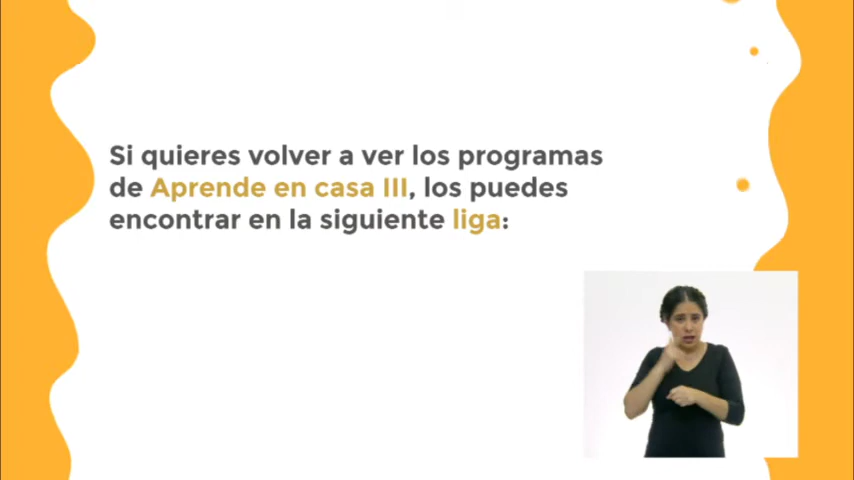 Si quieres volver a ver los programas
de Aprende en casa III, los puedes
encontrar en la siguiente liga: